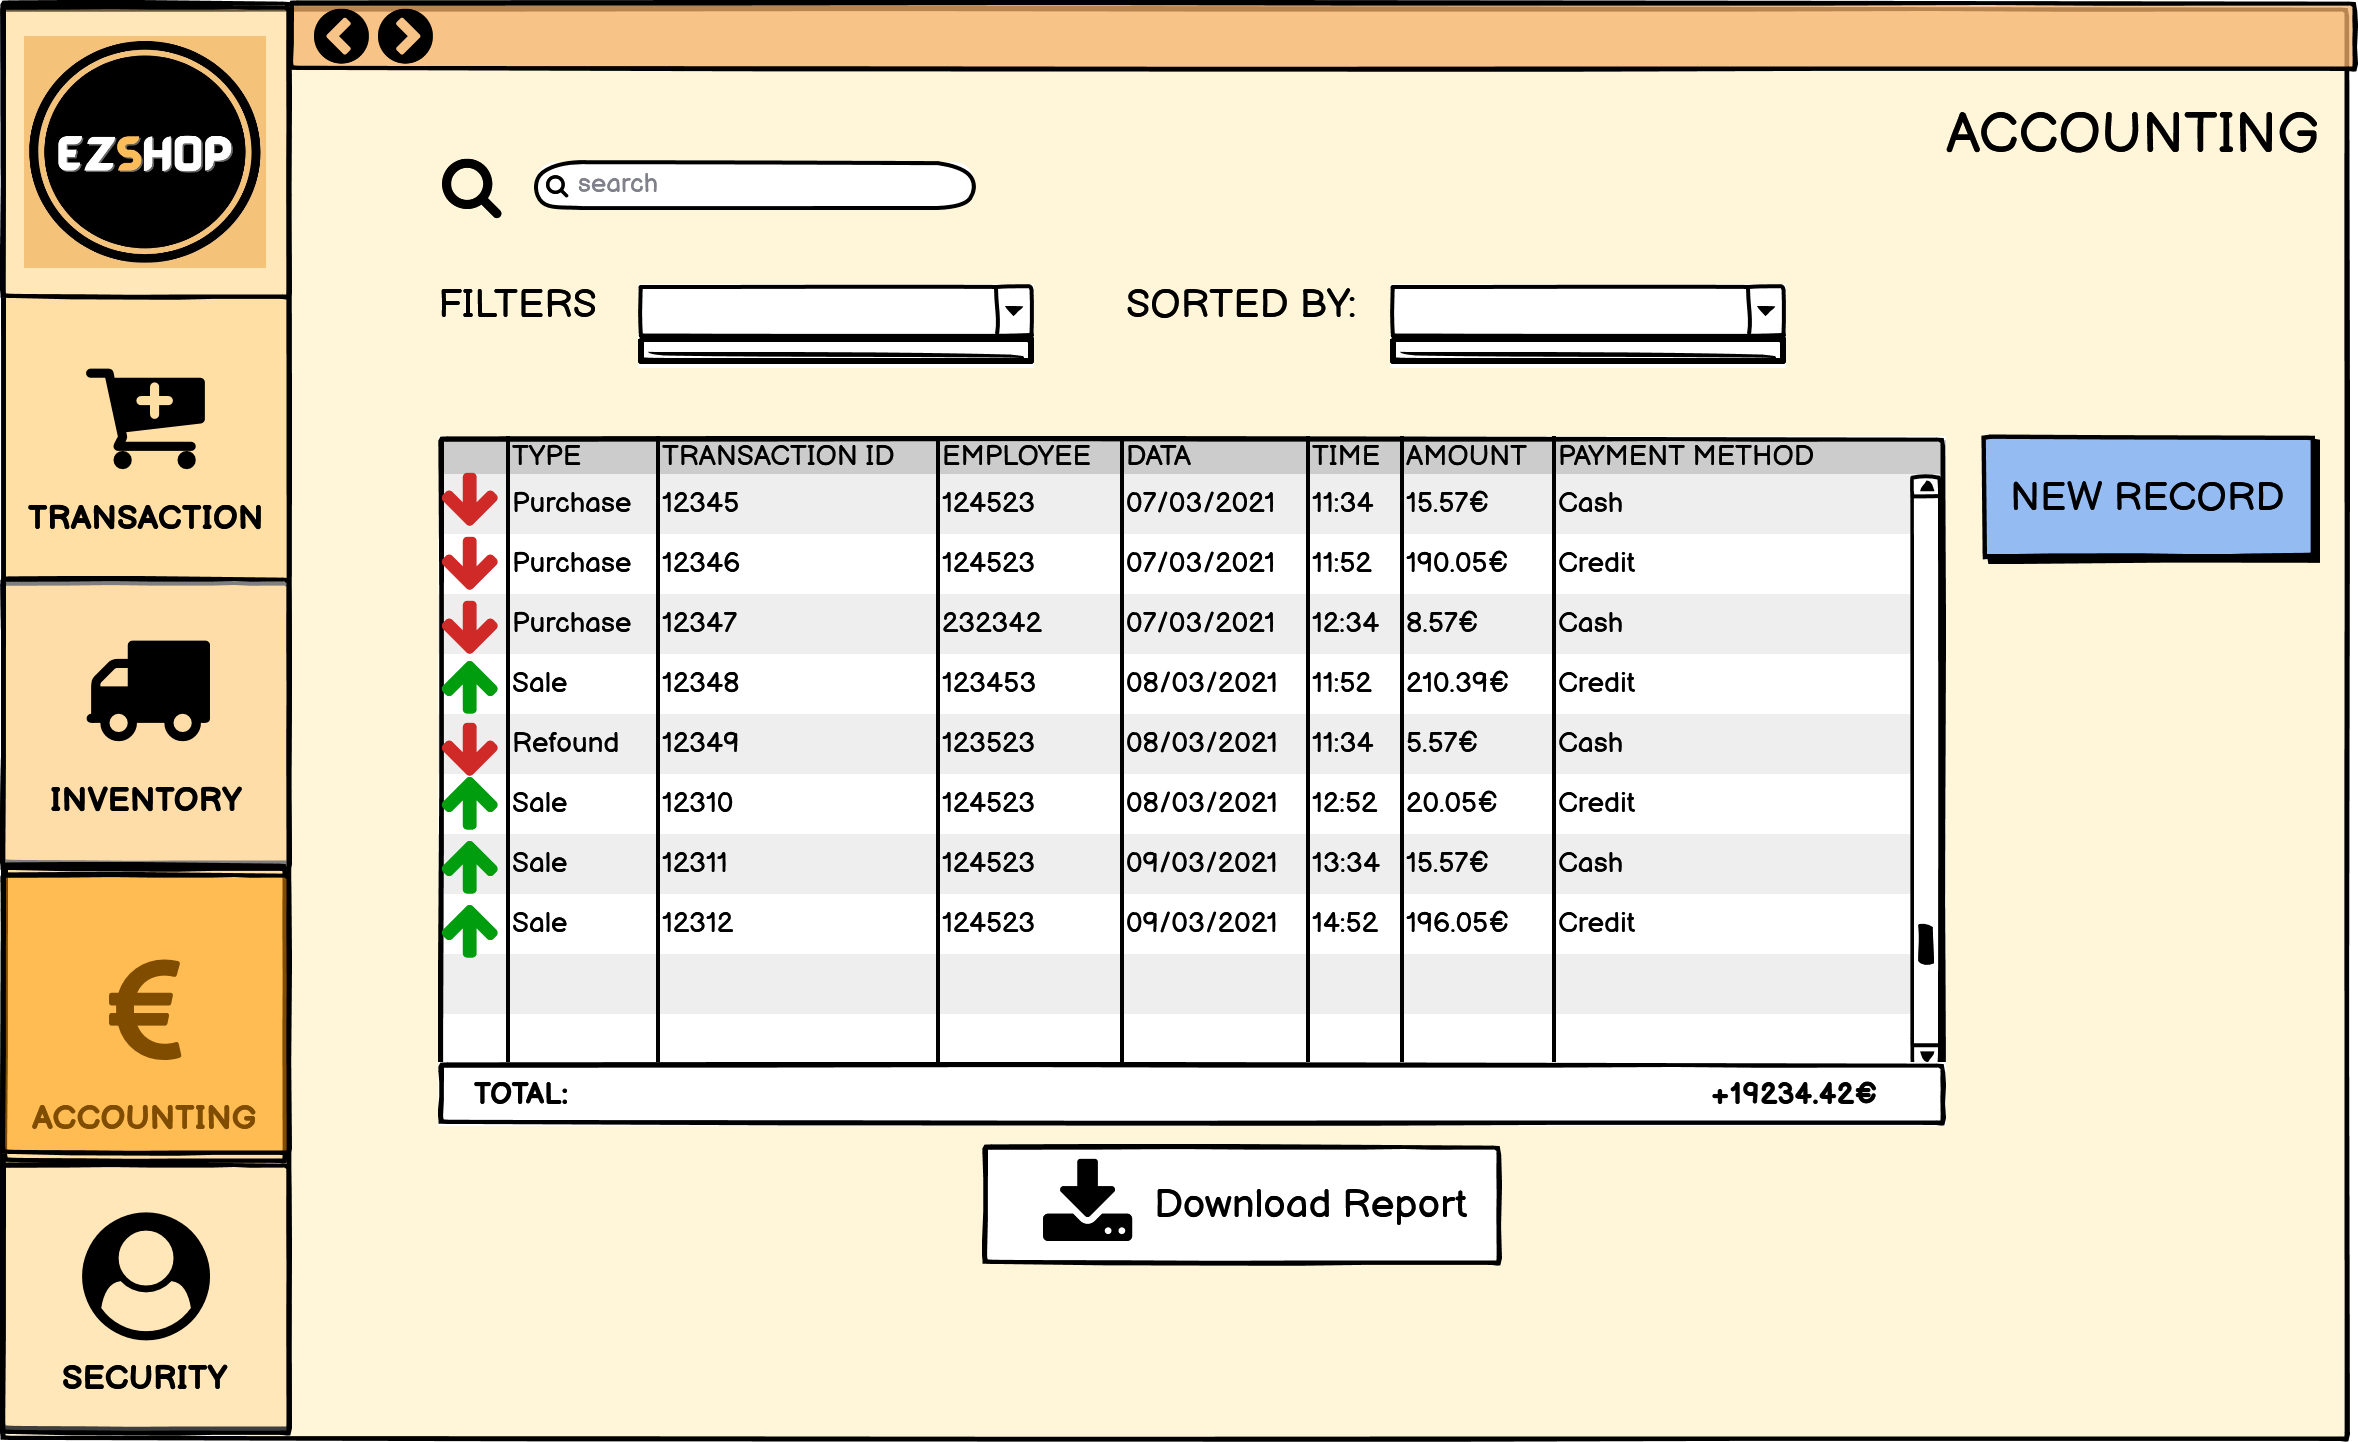 EZSHOP
ACCOUNTING
search
FILTERS
SORTED BY:
TRANSACTION
INVENTORY
€
ACCOUNTING
SECURITY
TYPE TRANSACTION ID EMPLOYEE DATA TIME AMOUNT PAYMENT METHOD
Purchase 12345 124523 07/03/2021 11:34 15.57€ Cash
Purchase 12346 124523 07/03/2021 11:52 190.05€ Credit
Purchase 12347 232342 07/03/2021 12:34 8.57€ Cash
Sale 12348 123453 08/03/2021 11:52 210.39€ Credit
Refound 12349 123523 08/03/2021 11:34 5.57€ Cash
Sale 12310 124523 08/03/2021 12:52 20.05€ Credit
Sale 12311 124523 09/03/2021 13:34 15.57€ Cash
Sale 12312 124523 09/03/2021 14:52 196.05€ Credit
TOTAL: +19234.42€
NEW RECORD
Download Report